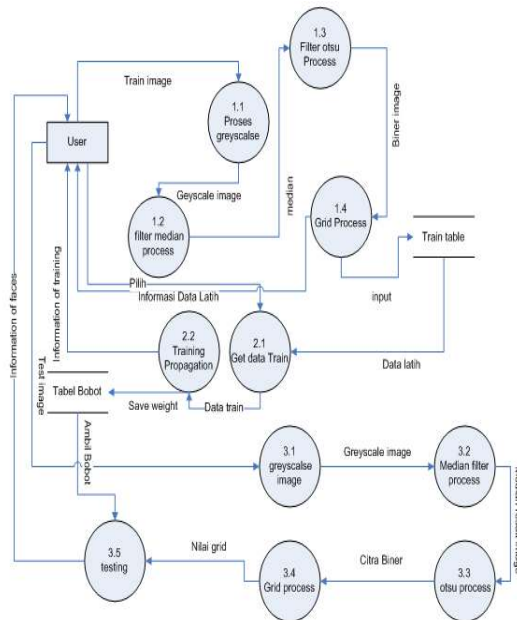 1.3
Filter otsu
Process
Train image
1.1
Proses
greyscalse
User
Biner image
Geyscale image
median
1.2
filter median
process
1.4
Grid Process
Train table
input
Pilih
Informasi Data Latih
Information of faces
Information of training
2.2
Training
Propagation
2.1
Get data Train
Data latih
Test image
Tabel Bobot
Save weight
Data train
Ambil Bobot
3.1
greyscalse
image
Greyscale image
3.2
Median filter
process
3.5
testing
Nilai grid
3.4
Grid process
Citra Biner
3.3
otsu process